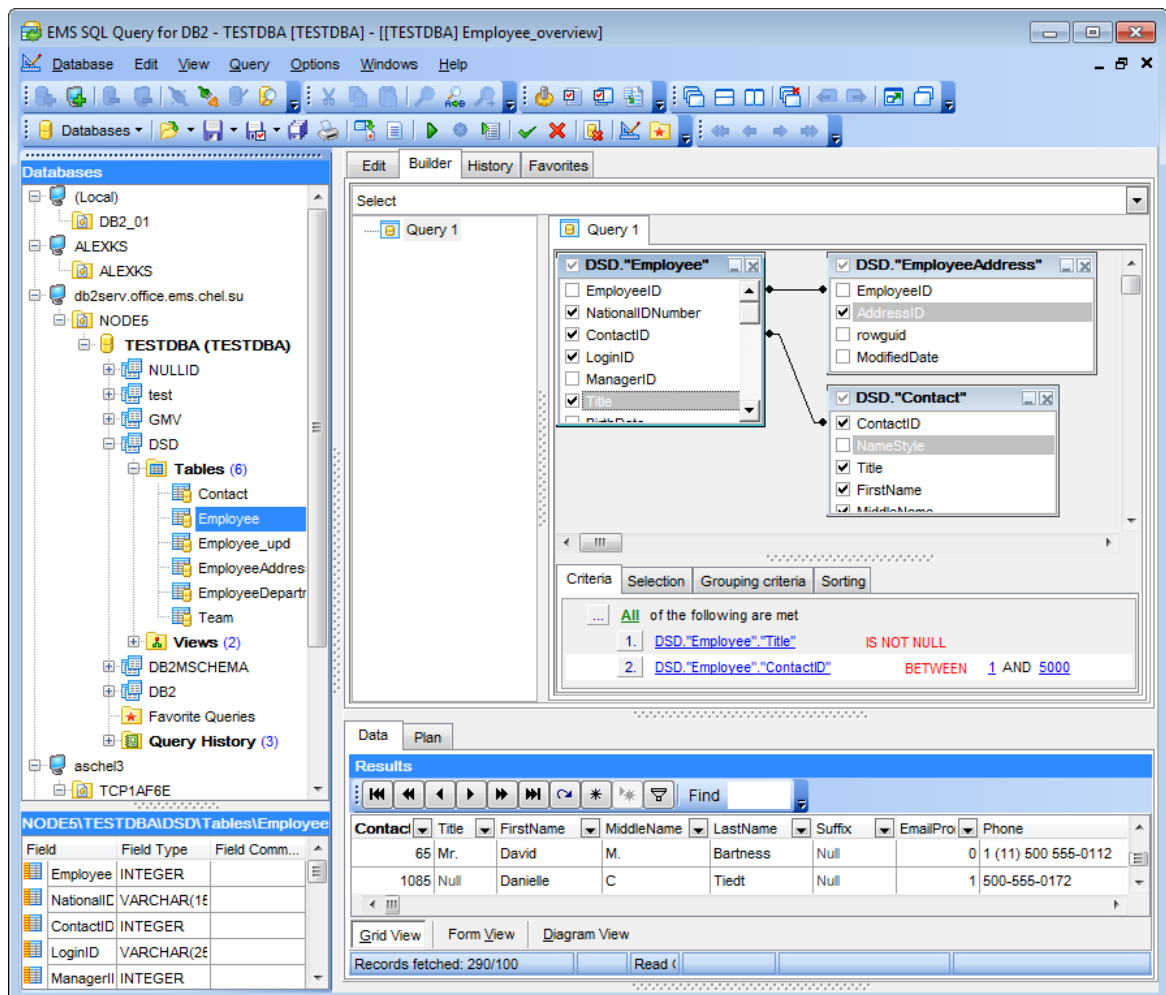 EMS SQL Query for DB2 - TESTDBA [TESTDBA] - [[TESTDBA] Employee_overview]
Database Edit View Query Options Windows Help
Databases
Databases
(Local)
DB2_01
ALEXKS
ALEXKS
db2serv.office.ems.chel.su
NODE5
TESTDBA (TESTDBA)
NULLID
test
GMV
DSD
Tables (6)
Contact
Employee
Employee_upd
EmployeeAddres
EmployeeDepartr
Team
Views (2)
DB2MSCHEMA
DB2
Favorite Queries
Query History (3)
aschel3
TCP1AF6E
NODE5\TESTDBA\DSD\Tables\Employee
Field Field Type Field Comm...
Employee INTEGER
NationalID VARCHAR(15
ContactID INTEGER
LoginID VARCHAR(25
ManagerII INTEGER
Edit Builder History Favorites
Select
Query 1
Query 1
DSD."Employee"
EmployeeID
NationalIDNumber
ContactID
LoginID
ManagerID
Title
BirthDate
DSD."EmployeeAddress"
EmployeeID
AddressID
rowguid
ModifiedDate
DSD."Contact"
ContactID
NameStyle
Title
FirstName
MiddleName
Criteria Selection Grouping criteria Sorting
... All of the following are met
1. DSD."Employee"."Title" IS NOT NULL
2. DSD."Employee"."ContactID" BETWEEN 1 AND 5000
Data Plan
Results
Find
Contact Title FirstName MiddleName LastName Suffix EmailPro Phone
65 Mr. David M. Bartness Null 0 1 (11) 500 555-0112
1085 Null Danielle C Tiedt Null 1 500-555-0172
Grid View Form View Diagram View
Records fetched: 290/100 Read